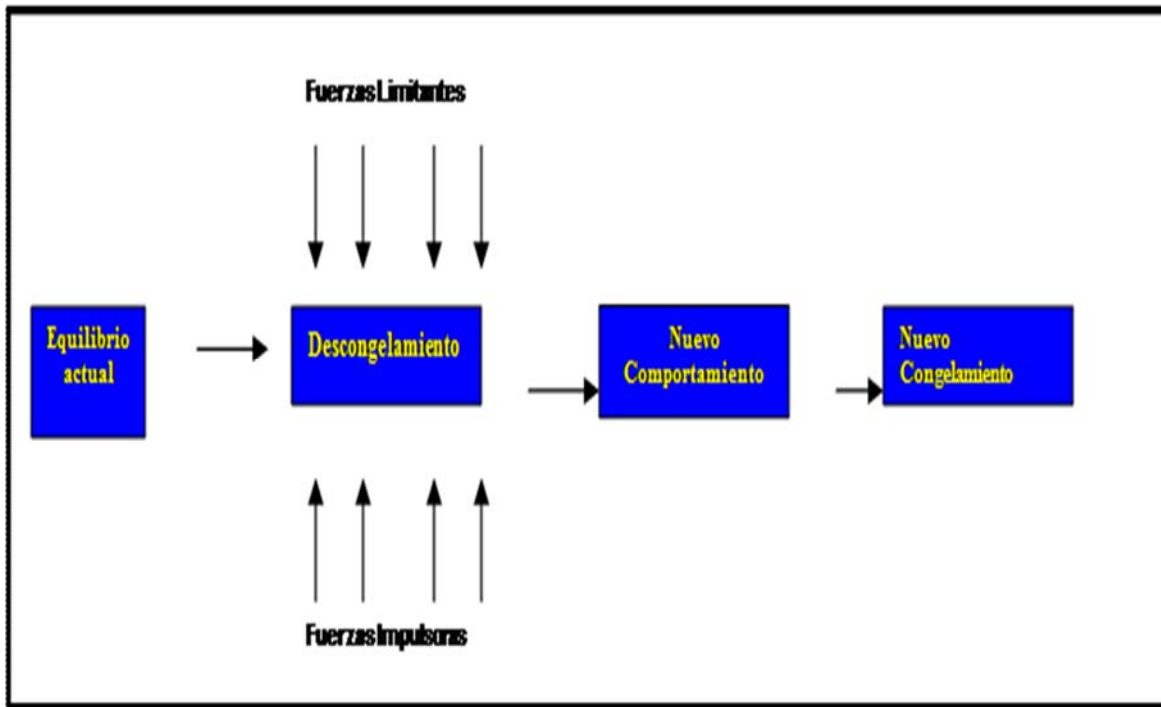 Fuerzas Limitantes
Equilibrio
actual
Descongelamiento
Nuevo
Comportamiento
Nuevo
Congelamiento
Fuerzas Impulsoras